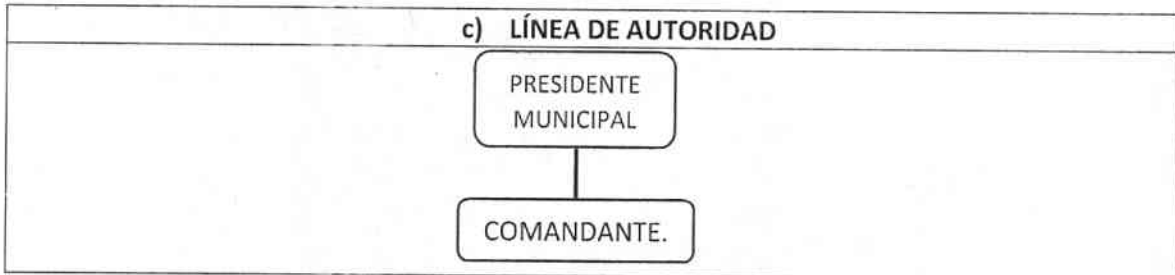 c) LÍNEA DE AUTORIDAD
PRESIDENTE
MUNICIPAL
COMANDANTE.